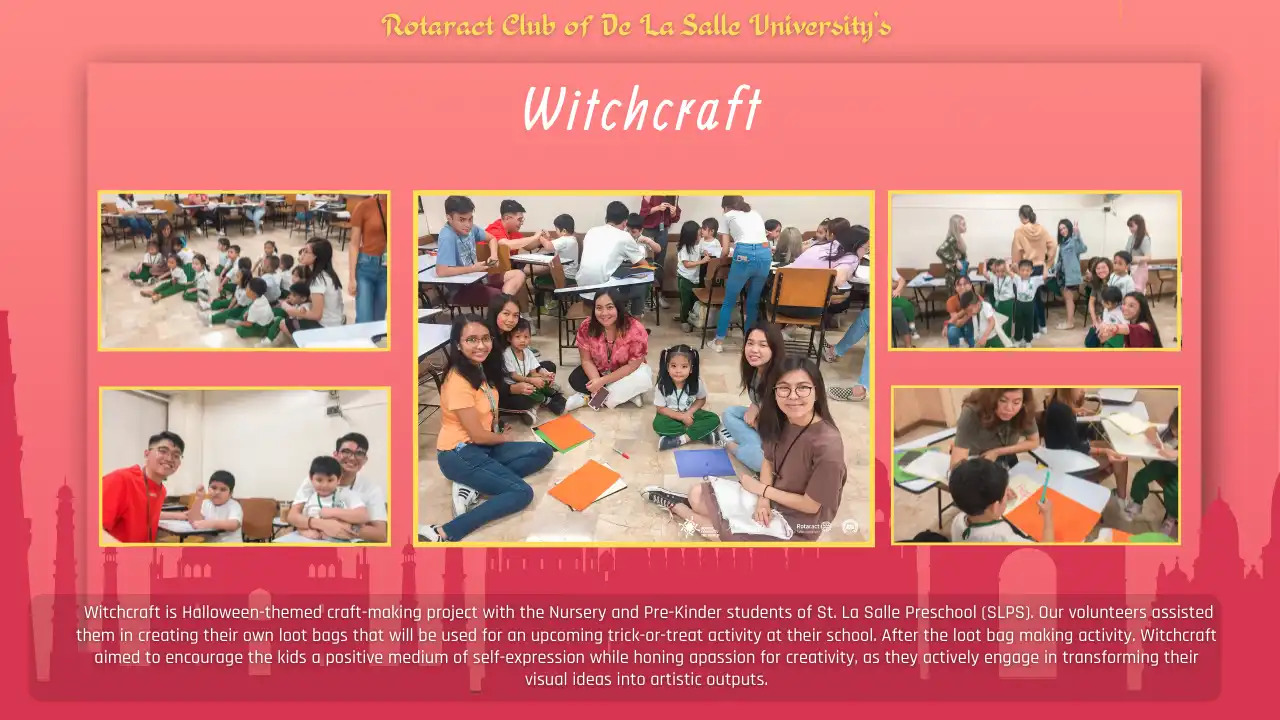 Rotaract Club of De La Salle University's
Witchcraft
Rotaract
Witchcraft is Halloween-themed craft-making project with the Nursery and Pre-Kinder students of St. La Salle Preschool (SLPS). Our volunteers assisted
them in creating their own loot bags that will be used for an upcoming trick-or-treat activity at their school. After the loot bag making activity. Witchcraft
aimed to encourage the kids a positive medium of self-expression while honing apassion for creativity, as they actively engage in transforming their
visual ideas into artistic outputs.